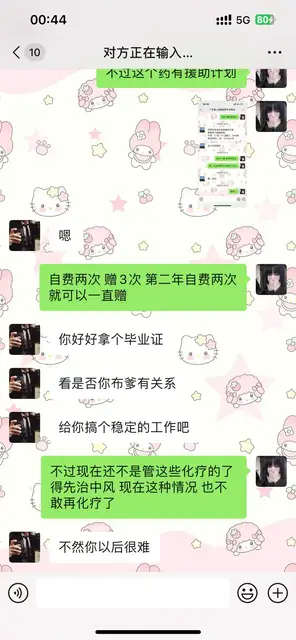 00:44
5G
80
10
对方正在输入...
不过这个药有援助计划
嗯
自费两次 赠3次 第二年自费两次
就可以一直赠
你好好拿个毕业证
看是否你布爹有关系
给你搞个稳定的工作吧
不过现在还不是管这些化疗的了
得先治中风 现在这种情况 也不
敢再化疗了
不然你以后很难